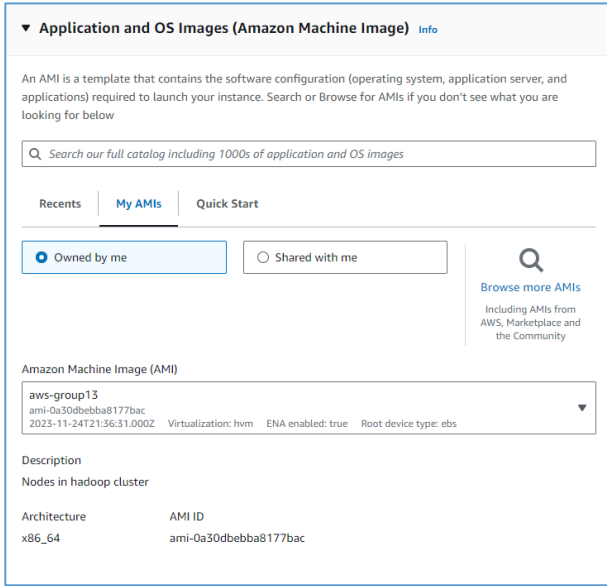 Application and OS Images (Amazon Machine Image) Info
An AMI is a template that contains the software configuration (operating system, application server, and
applications) required to launch your instance. Search or Browse for AMIs if you don't see what you are
looking for below
Search our full catalog including 1000s of application and OS images
Recents My AMIs Quick Start
Owned by me Shared with me
Browse more AMIs
Including AMIs from
AWS, Marketplace and
the Community
Amazon Machine Image (AMI)
aws-group13
ami-0a30dbebba8177bac
2023-11-24T21:36:31.000Z Virtualization: hvm ENA enabled: true Root device type: ebs
Description
Nodes in hadoop cluster
Architecture AMI ID
x86_64 ami-0a30dbebba8177bac